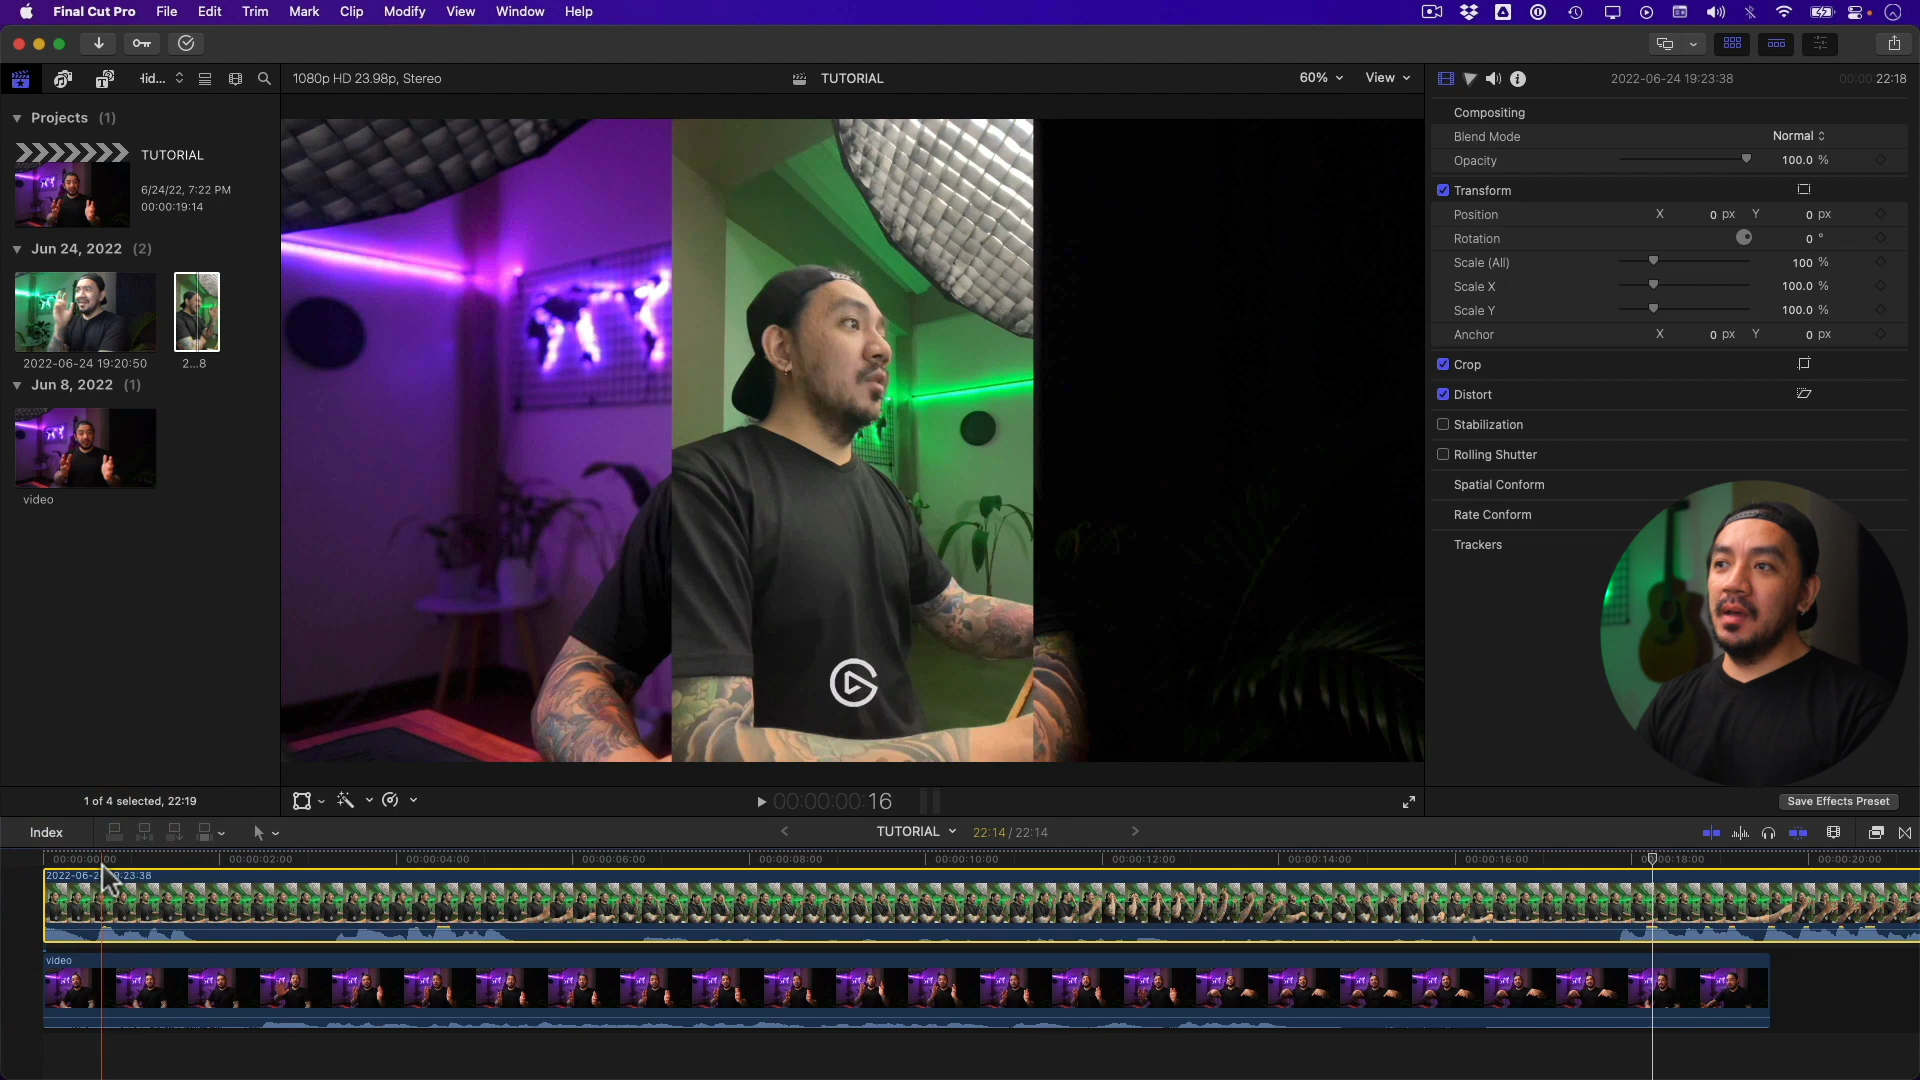 Final Cut Pro File Edit Trim Mark Clip Modify View Window Help
Hid...
1080p HD 23.98p, Stereo
TUTORIAL
60% View
2022-06-24 19:23:38
00:00:22:18
Projects (1)
TUTORIAL
6/24/22, 7:22 PM
00:00:19:14
Jun 24, 2022 (2)
2022-06-24 19:20:50
2...8
Jun 8, 2022 (1)
video
Compositing
Blend Mode Normal
Opacity 100.0 %
Transform
Position X 0 px Y 0 px
Rotation 0 °
Scale (All) 100 %
Scale X 100.0 %
Scale Y 100.0 %
Anchor X 0 px Y 0 px
Crop
Distort
Stabilization
Rolling Shutter
Spatial Conform
Rate Conform
Trackers
1 of 4 selected, 22:19
00:00:00:16
Save Effects Preset
Index
TUTORIAL
22:14 / 22:14
00:00:00:00 00:00:02:00 00:00:04:00 00:00:06:00 00:00:08:00 00:00:10:00 00:00:12:00 00:00:14:00 00:00:16:00 00:00:18:00 00:00:20:00
video